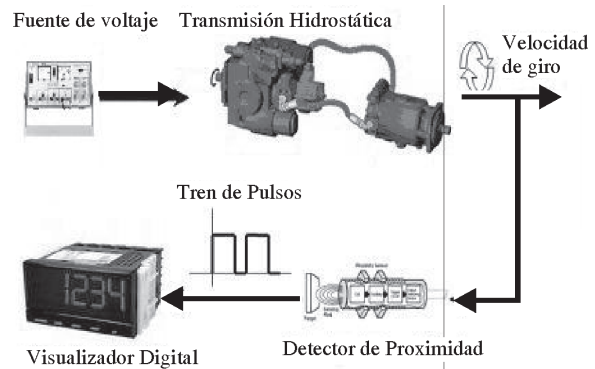 Fuente de voltaje
Transmisión Hidrostática
Velocidad
de giro
Tren de Pulsos
1234
Visualizador Digital
Detector de Proximidad